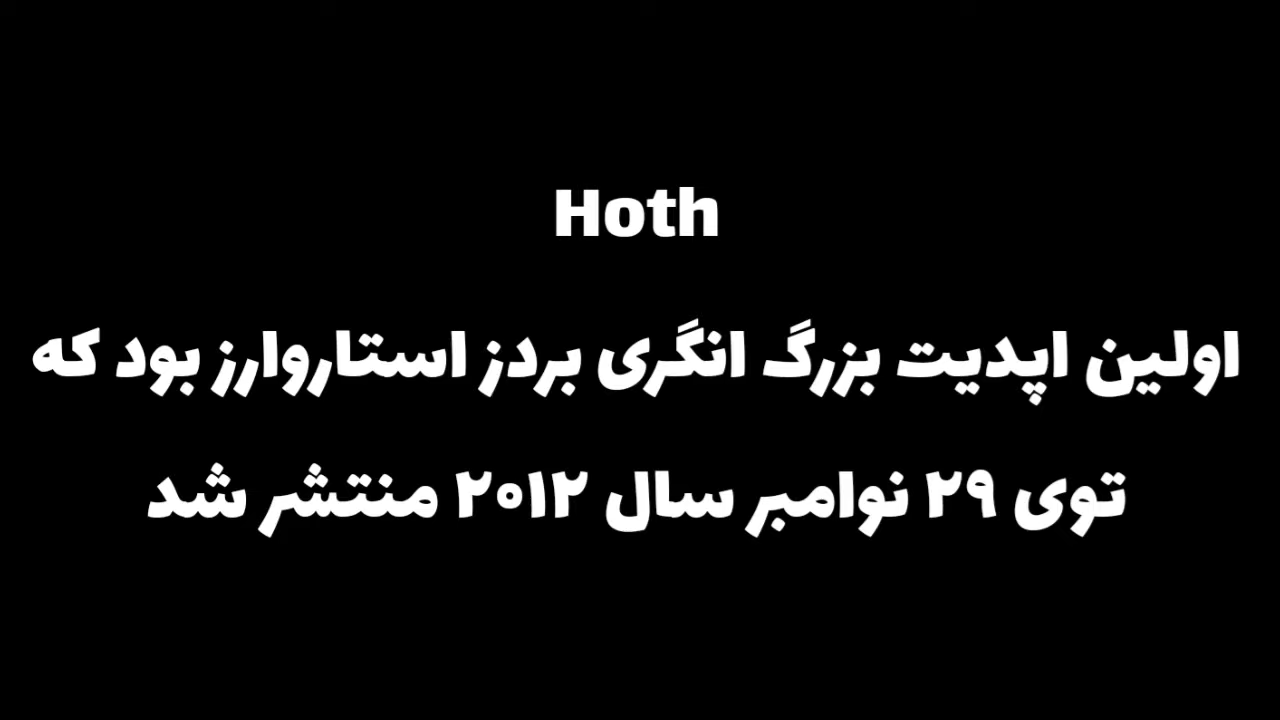 Hoth
اولین اپدیت بزرگ انگری بردز استاروارز بود که
توی ۲۹ نوامبر سال ۲۰۱۲ منتشر شد